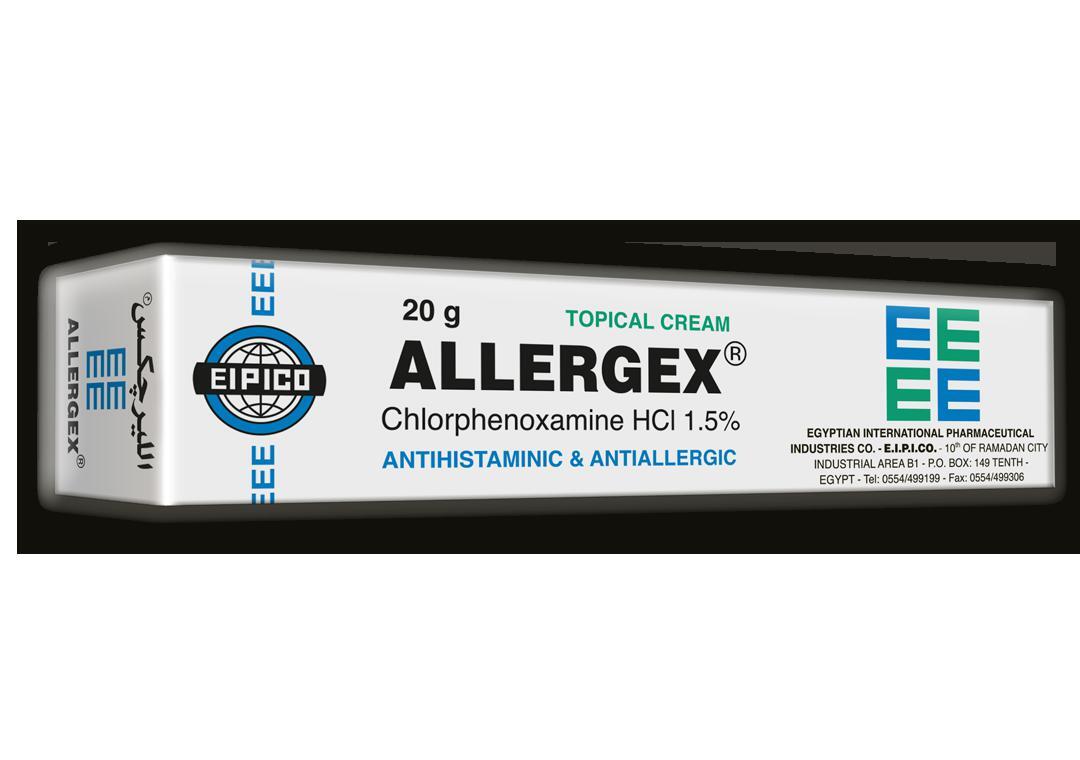 الليرجكس®
EE
EE
ALLERGEX®
EEE
EIPICO
EEE
20 g
TOPICAL CREAM
ALLERGEX®
Chlorphenoxamine HCl 1.5%
ANTIHISTAMINIC & ANTIALLERGIC
EE
EE
EGYPTIAN INTERNATIONAL PHARMACEUTICAL
INDUSTRIES CO. - E.I.P.I.CO. - 10th OF RAMADAN CITY
INDUSTRIAL AREA B1 - P.O. BOX: 149 TENTH -
EGYPT - Tel: 0554/499199 - Fax: 0554/499306